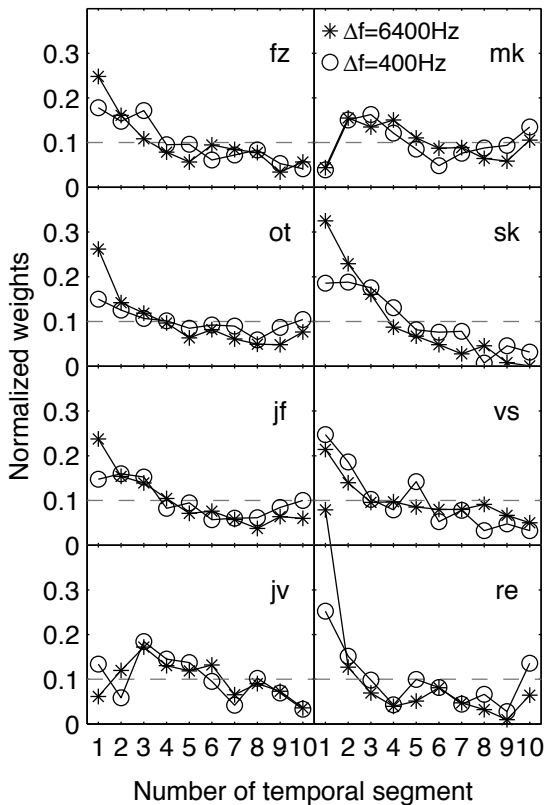 fz
✳ Δf=6400Hz
○ Δf=400Hz
mk
0.3
0.2
0.1
0
ot
sk
0.3
0.2
0.1
0
jf
vs
0.3
0.2
0.1
0
jv
re
0.3
0.2
0.1
0
1 2 3 4 5 6 7 8 9 10 1 2 3 4 5 6 7 8 9 10
Normalized weights
Number of temporal segment